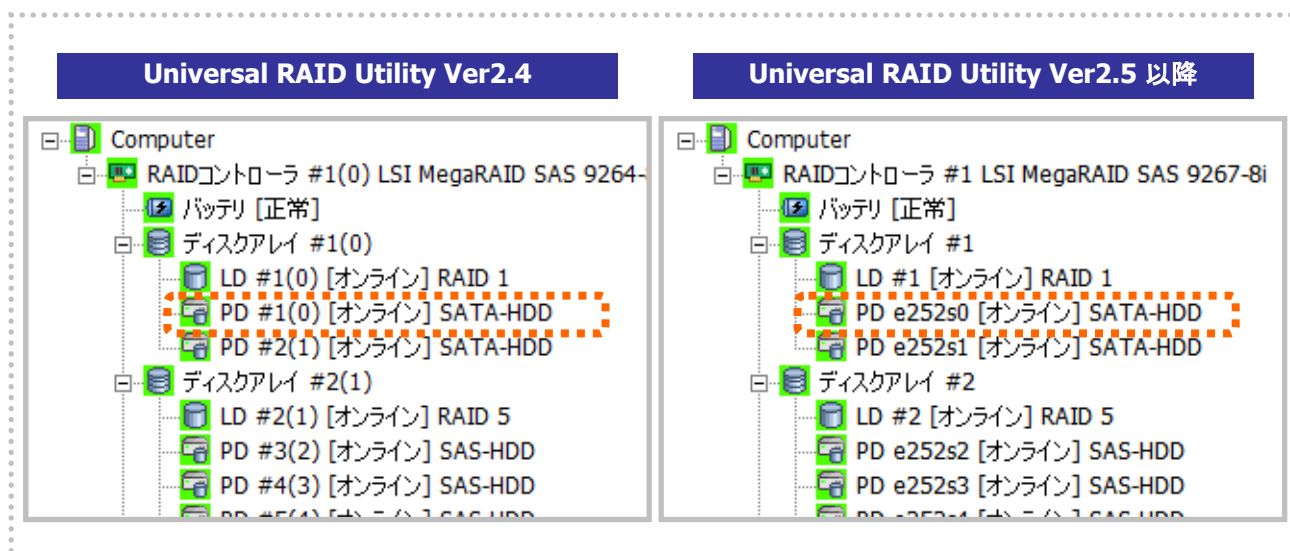 Universal RAID Utility Ver2.4
Computer
RAIDコントローラ #1(0) LSI MegaRAID SAS 9264-
バッテリ [正常]
ディスクアレイ #1(0)
LD #1(0) [オンライン] RAID 1
PD #1(0) [オンライン] SATA-HDD
PD #2(1) [オンライン] SATA-HDD
ディスクアレイ #2(1)
LD #2(1) [オンライン] RAID 5
PD #3(2) [オンライン] SAS-HDD
PD #4(3) [オンライン] SAS-HDD
Universal RAID Utility Ver2.5 以降
Computer
RAIDコントローラ #1 LSI MegaRAID SAS 9267-8i
バッテリ [正常]
ディスクアレイ #1
LD #1 [オンライン] RAID 1
PD e252s0 [オンライン] SATA-HDD
PD e252s1 [オンライン] SATA-HDD
ディスクアレイ #2
LD #2 [オンライン] RAID 5
PD e252s2 [オンライン] SAS-HDD
PD e252s3 [オンライン] SAS-HDD